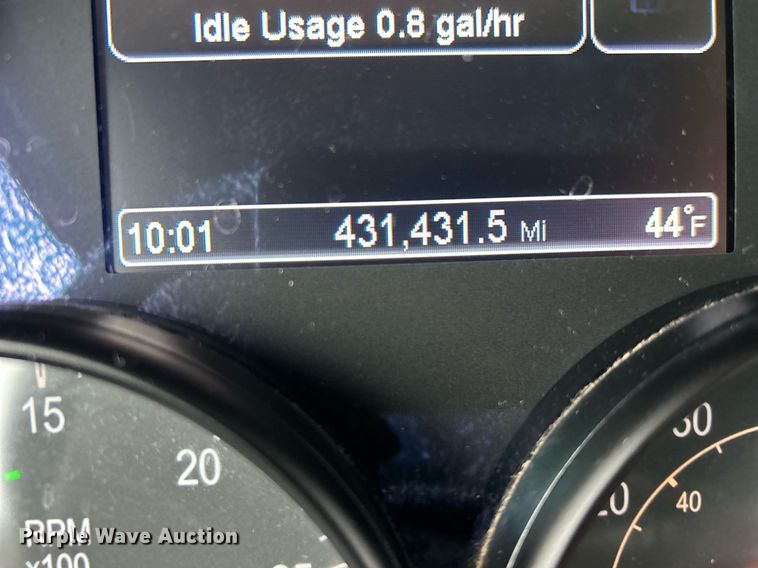 Idle Usage 0.8 gal/hr
10:01 431,431.5 Mi 44°F
15
20
30
40
RPM
x100
Purple Wave Auction